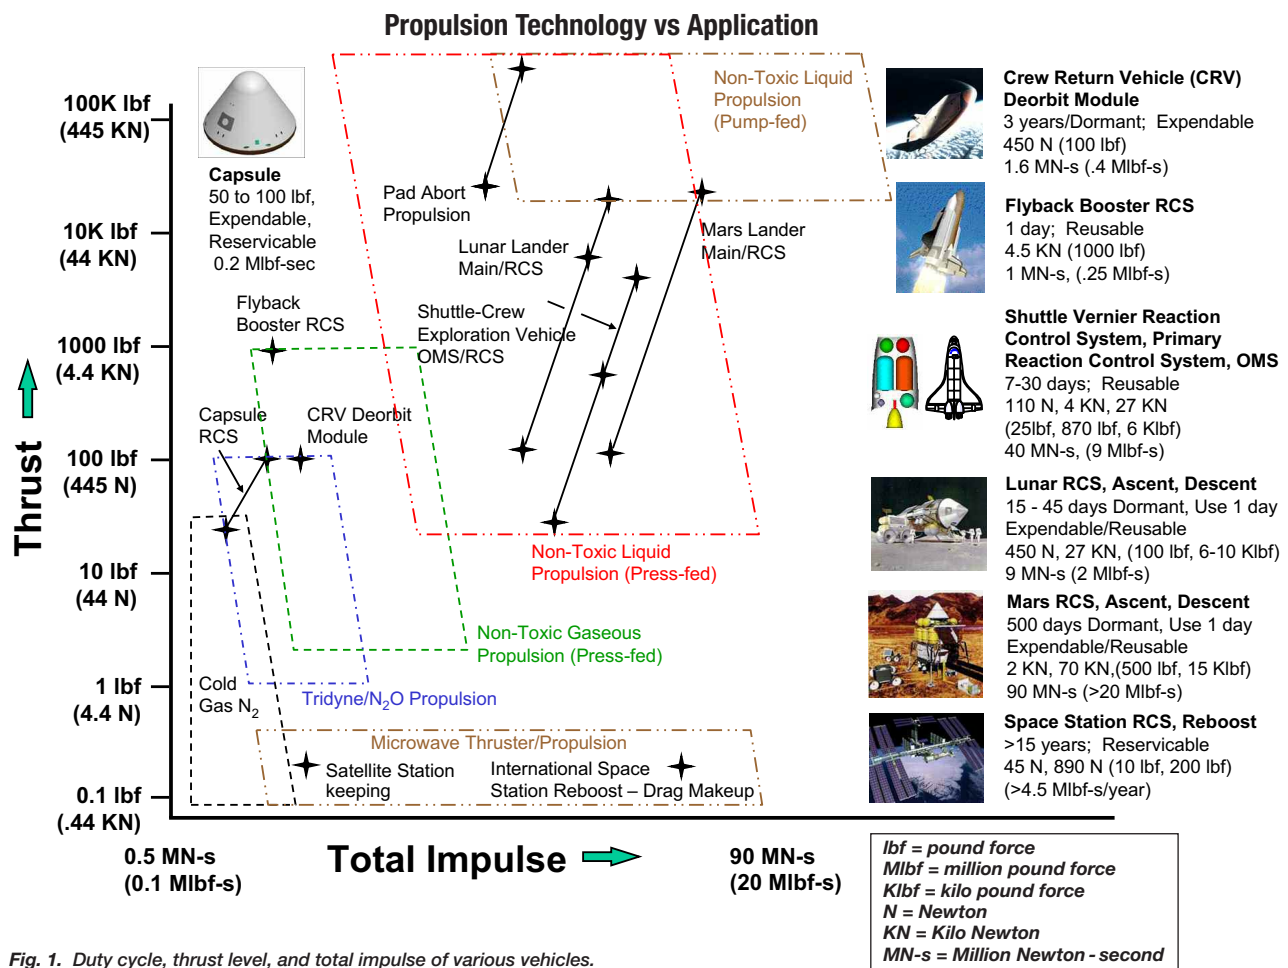 Propulsion Technology vs Application
100K lbf
(445 KN)
10K lbf
(44 KN)
1000 lbf
(4.4 KN)
100 lbf
(445 N)
10 lbf
(44 N)
1 lbf
(4.4 N)
0.1 lbf
(.44 KN)
Thrust
Capsule
50 to 100 lbf,
Expendable,
Reservicable
0.2 Mlbf-sec
Non-Toxic Liquid
Propulsion
(Pump-fed)
Pad Abort
Propulsion
Lunar Lander
Main/RCS
Mars Lander
Main/RCS
Flyback
Booster RCS
Shuttle-Crew
Exploration Vehicle
OMS/RCS
Capsule
RCS
CRV Deorbit
Module
Non-Toxic Liquid
Propulsion (Press-fed)
Non-Toxic Gaseous
Propulsion (Press-fed)
Cold
Gas N₂
Tridyne/N₂O Propulsion
Microwave Thruster/Propulsion
Satellite Station
keeping
International Space
Station Reboost – Drag Makeup
0.5 MN-s
(0.1 Mlbf-s)
Total Impulse
90 MN-s
(20 Mlbf-s)
Crew Return Vehicle (CRV)
Deorbit Module
3 years/Dormant; Expendable
450 N (100 lbf)
1.6 MN-s (.4 Mlbf-s)
Flyback Booster RCS
1 day; Reusable
4.5 KN (1000 lbf)
1 MN-s, (.25 Mlbf-s)
Shuttle Vernier Reaction
Control System, Primary
Reaction Control System, OMS
7-30 days; Reusable
110 N, 4 KN, 27 KN
(25lbf, 870 lbf, 6 Klbf)
40 MN-s, (9 Mlbf-s)
Lunar RCS, Ascent, Descent
15 - 45 days Dormant, Use 1 day
Expendable/Reusable
450 N, 27 KN, (100 lbf, 6-10 Klbf)
9 MN-s (2 Mlbf-s)
Mars RCS, Ascent, Descent
500 days Dormant, Use 1 day
Expendable/Reusable
2 KN, 70 KN,(500 lbf, 15 Klbf)
90 MN-s (>20 Mlbf-s)
Space Station RCS, Reboost
>15 years; Reservicable
45 N, 890 N (10 lbf, 200 lbf)
(>4.5 Mlbf-s/year)
lbf = pound force
Mlbf = million pound force
Klbf = kilo pound force
N = Newton
KN = Kilo Newton
MN-s = Million Newton - second
Fig. 1. Duty cycle, thrust level, and total impulse of various vehicles.